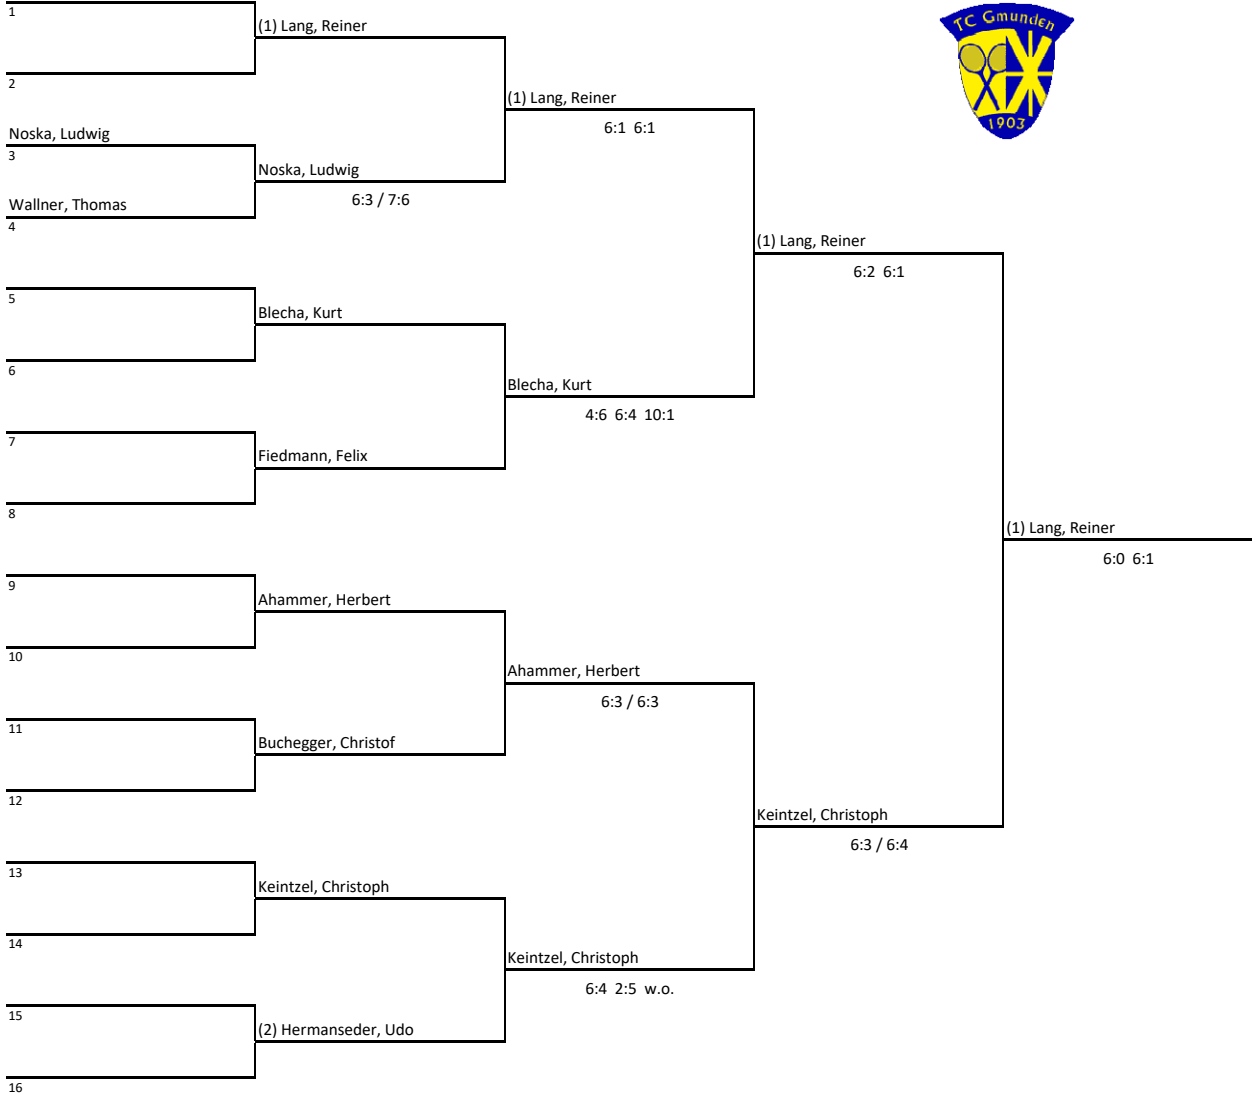 1
(1) Lang, Reiner
TC Gmunden
1903
2
(1) Lang, Reiner
6:1 6:1
Noska, Ludwig
3
Noska, Ludwig
6:3 / 7:6
Wallner, Thomas
4
(1) Lang, Reiner
6:2 6:1
5
Blecha, Kurt
6
Blecha, Kurt
4:6 6:4 10:1
7
Fiedmann, Felix
8
(1) Lang, Reiner
6:0 6:1
9
Ahammer, Herbert
10
Ahammer, Herbert
6:3 / 6:3
11
Buchegger, Christof
12
Keintzel, Christoph
6:3 / 6:4
13
Keintzel, Christoph
14
Keintzel, Christoph
6:4 2:5 w.o.
15
(2) Hermanseder, Udo
16